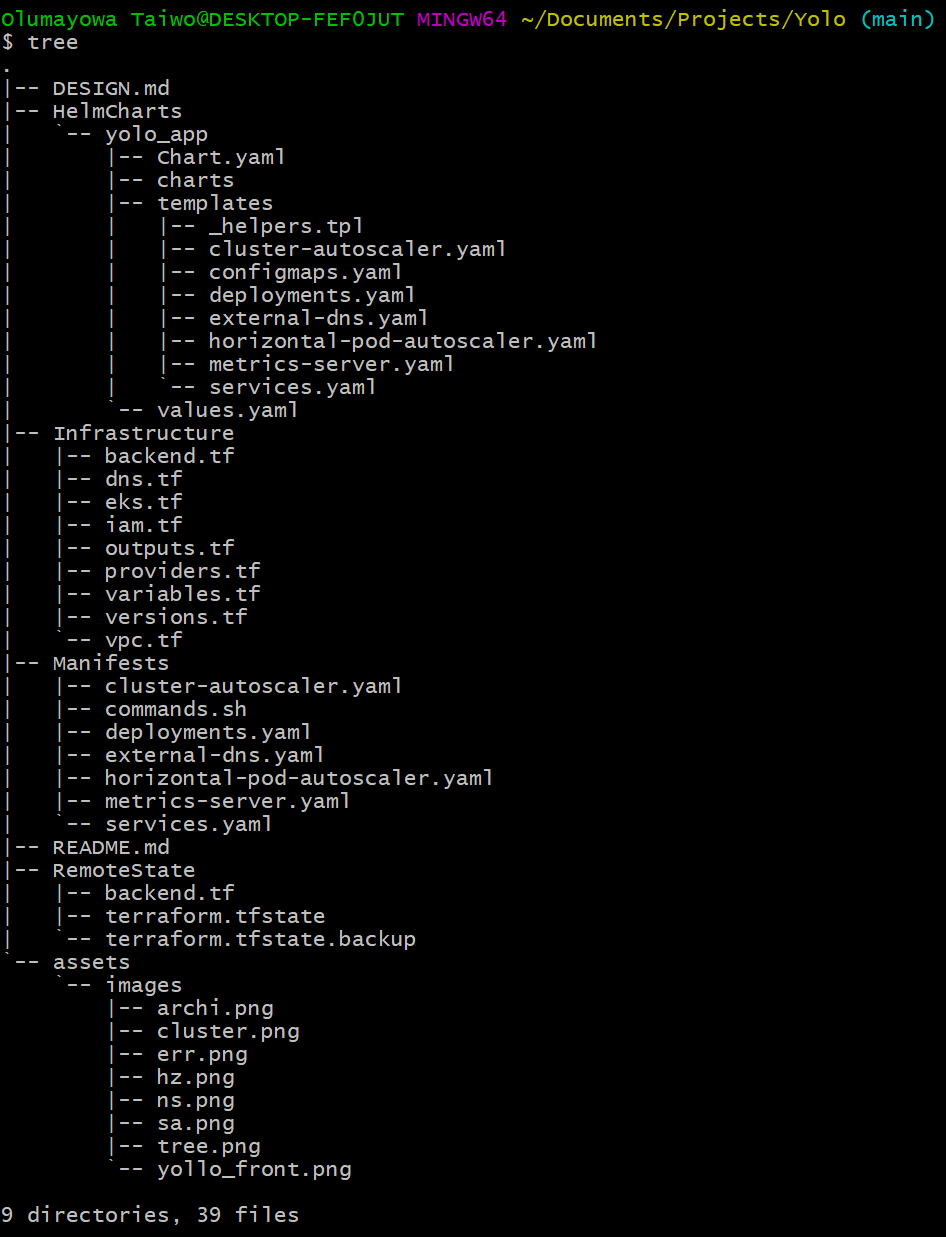 Olumayowa Taiwo@DESKTOP-FEF0JUT MINGW64 ~/Documents/Projects/Yolo (main)
$ tree
.
|-- DESIGN.md
|-- HelmCharts
|   `-- yolo_app
|       |-- Chart.yaml
|       |-- charts
|       |-- templates
|       |   |-- _helpers.tpl
|       |   |-- cluster-autoscaler.yaml
|       |   |-- configmaps.yaml
|       |   |-- deployments.yaml
|       |   |-- external-dns.yaml
|       |   |-- horizontal-pod-autoscaler.yaml
|       |   |-- metrics-server.yaml
|       |   `-- services.yaml
|       `-- values.yaml
|-- Infrastructure
|   |-- backend.tf
|   |-- dns.tf
|   |-- eks.tf
|   |-- iam.tf
|   |-- outputs.tf
|   |-- providers.tf
|   |-- variables.tf
|   |-- versions.tf
|   `-- vpc.tf
|-- Manifests
|   |-- cluster-autoscaler.yaml
|   |-- commands.sh
|   |-- deployments.yaml
|   |-- external-dns.yaml
|   |-- horizontal-pod-autoscaler.yaml
|   |-- metrics-server.yaml
|   `-- services.yaml
|-- README.md
|-- RemoteState
|   |-- backend.tf
|   |-- terraform.tfstate
|   `-- terraform.tfstate.backup
`-- assets
    `-- images
        |-- archi.png
        |-- cluster.png
        |-- err.png
        |-- hz.png
        |-- ns.png
        |-- sa.png
        |-- tree.png
        `-- yollo_front.png
9 directories, 39 files